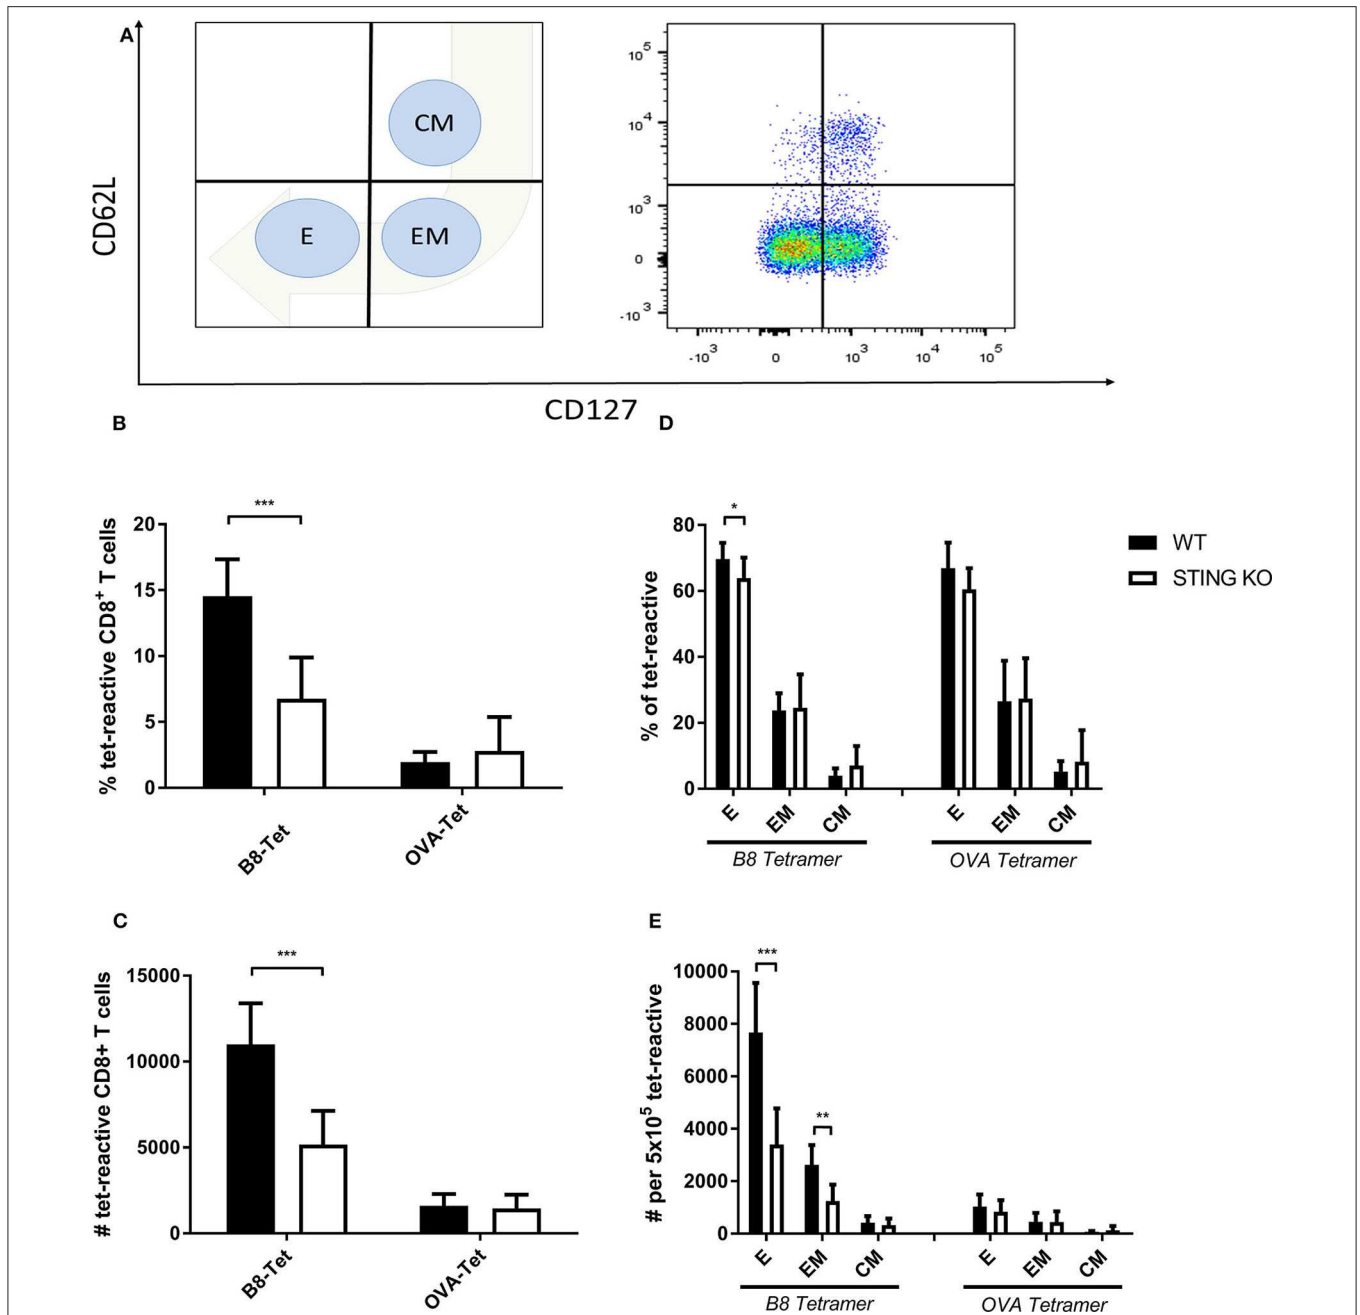 A
CD62L
CM
E
EM
10^5
10^4
10^3
0
-10^3
-10^3
0
10^3
10^4
10^5
CD127
B
***
% tet-reactive CD8⁺ T cells
20
15
10
5
0
B8-Tet
OVA-Tet
D
*
% of tet-reactive
80
60
40
20
0
E
EM
CM
E
EM
CM
B8 Tetramer
OVA Tetramer
WT
STING KO
C
***
# tet-reactive CD8+ T cells
15000
10000
5000
0
B8-Tet
OVA-Tet
E
***
**
# per 5x10^5 tet-reactive
10000
8000
6000
4000
2000
0
E
EM
CM
E
EM
CM
B8 Tetramer
OVA Tetramer